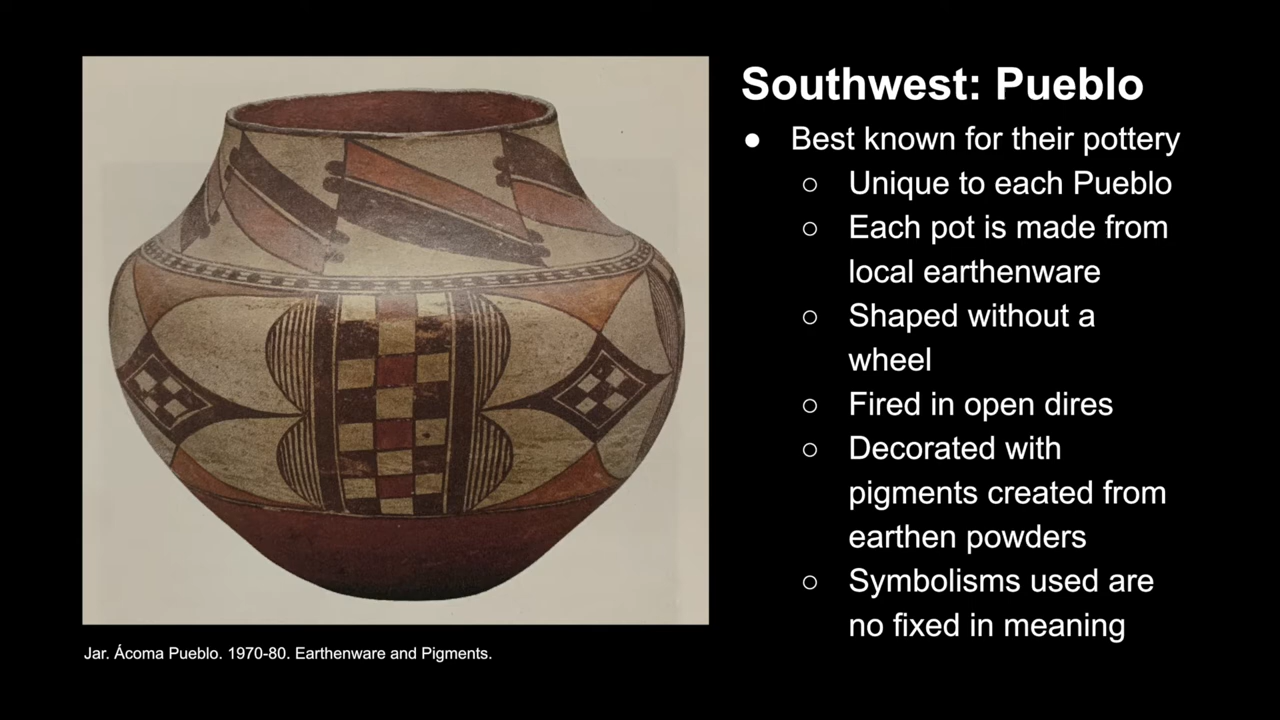 Southwest: Pueblo
● Best known for their pottery
○ Unique to each Pueblo
○ Each pot is made from
local earthenware
○ Shaped without a
wheel
○ Fired in open dires
○ Decorated with
pigments created from
earthen powders
○ Symbolisms used are
no fixed in meaning
Jar. Ácoma Pueblo. 1970-80. Earthenware and Pigments.